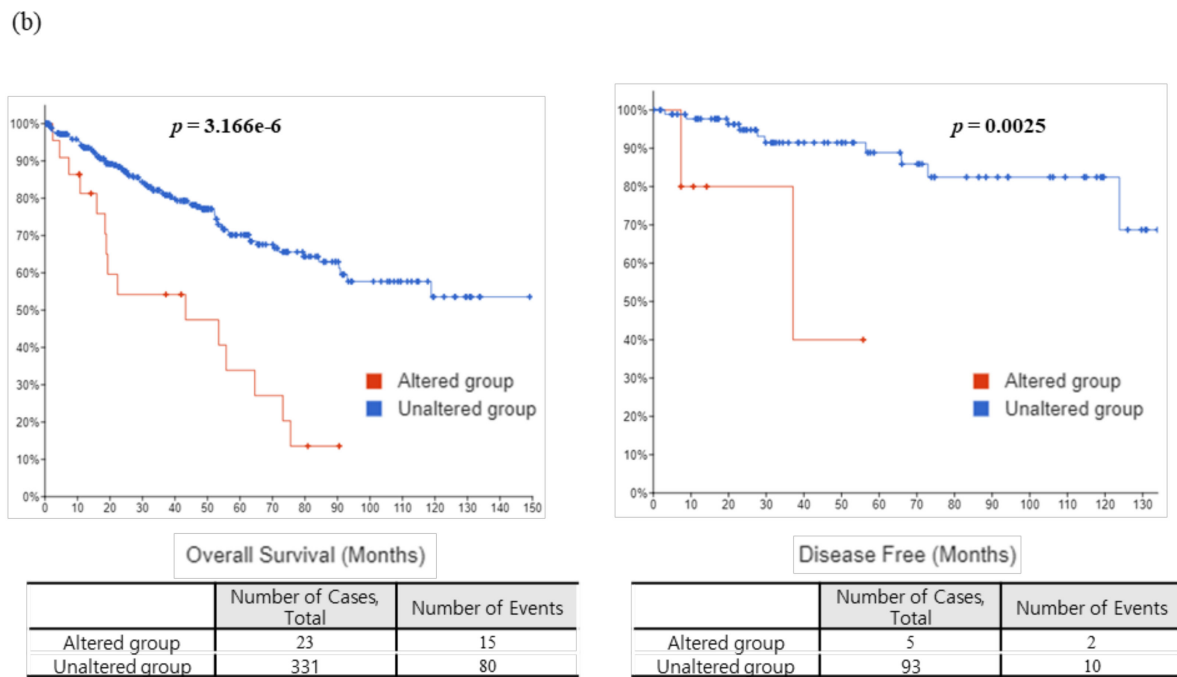 (b)
p = 3.166e-6
100%
90%
80%
70%
60%
50%
40%
30%
20%
10%
0%
0 10 20 30 40 50 60 70 80 90 100 110 120 130 140 150
Altered group
Unaltered group
Overall Survival (Months)
Number of Cases, Total Number of Events
Altered group 23 15
Unaltered group 331 80
p = 0.0025
100%
90%
80%
70%
60%
50%
40%
30%
20%
10%
0%
0 10 20 30 40 50 60 70 80 90 100 110 120 130
Altered group
Unaltered group
Disease Free (Months)
Number of Cases, Total Number of Events
Altered group 5 2
Unaltered group 93 10